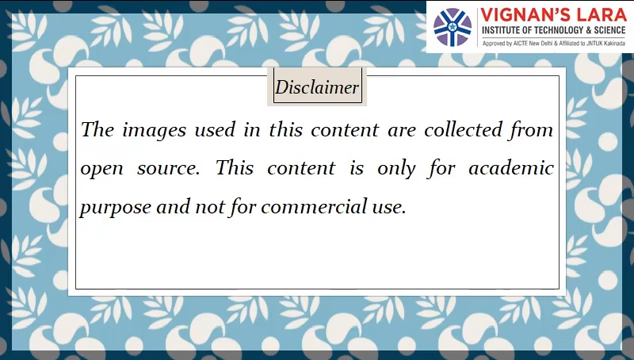 VIGNAN'S LARA
INSTITUTE OF TECHNOLOGY & SCIENCE
Approved by AICTE New Delhi & Affiliated to JNTUK Kakinada
Disclaimer
The images used in this content are collected from
open source. This content is only for academic
purpose and not for commercial use.